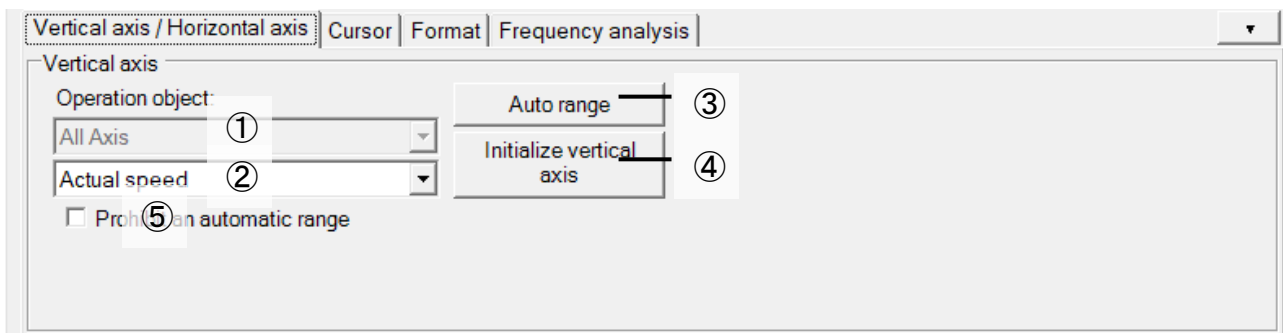 Vertical axis / Horizontal axis Cursor Format Frequency analysis
Vertical axis
Operation object:
All Axis ①
Auto range ③
Actual speed ②
Initialize vertical
axis ④
⑤ an automatic range